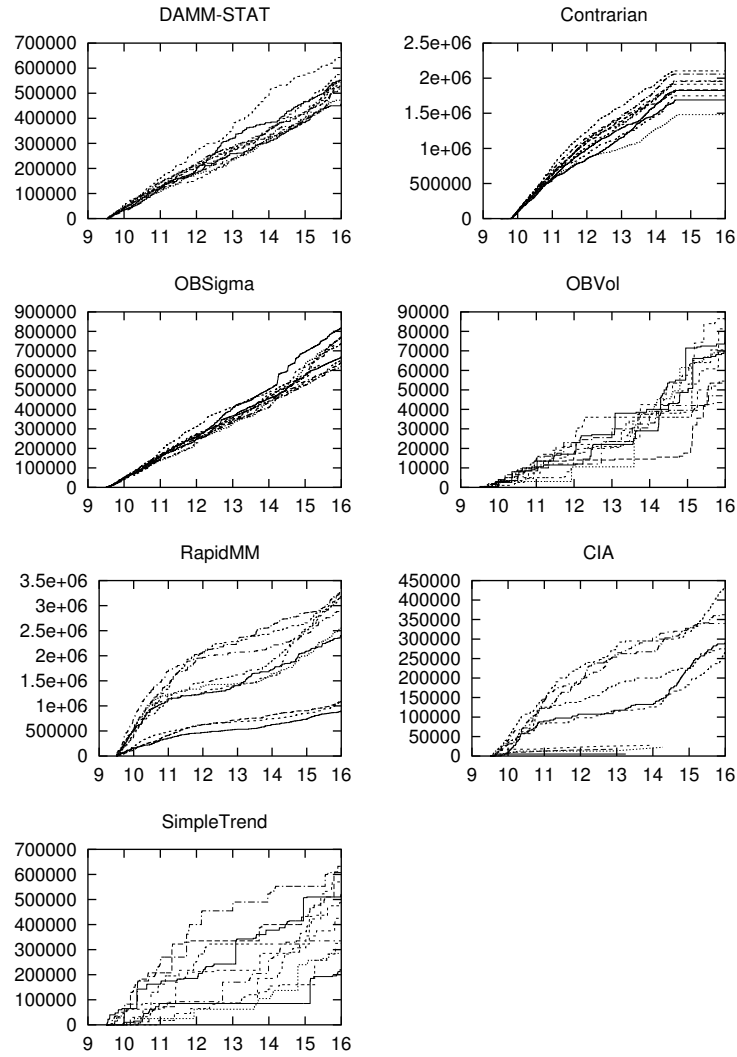 DAMM-STAT
700000
600000
500000
400000
300000
200000
100000
0
9 10 11 12 13 14 15 16
Contrarian
2.5e+06
2e+06
1.5e+06
1e+06
500000
0
9 10 11 12 13 14 15 16
OBSigma
900000
800000
700000
600000
500000
400000
300000
200000
100000
0
9 10 11 12 13 14 15 16
OBVol
90000
80000
70000
60000
50000
40000
30000
20000
10000
0
9 10 11 12 13 14 15 16
RapidMM
3.5e+06
3e+06
2.5e+06
2e+06
1.5e+06
1e+06
500000
0
9 10 11 12 13 14 15 16
CIA
450000
400000
350000
300000
250000
200000
150000
100000
50000
0
9 10 11 12 13 14 15 16
SimpleTrend
700000
600000
500000
400000
300000
200000
100000
0
9 10 11 12 13 14 15 16